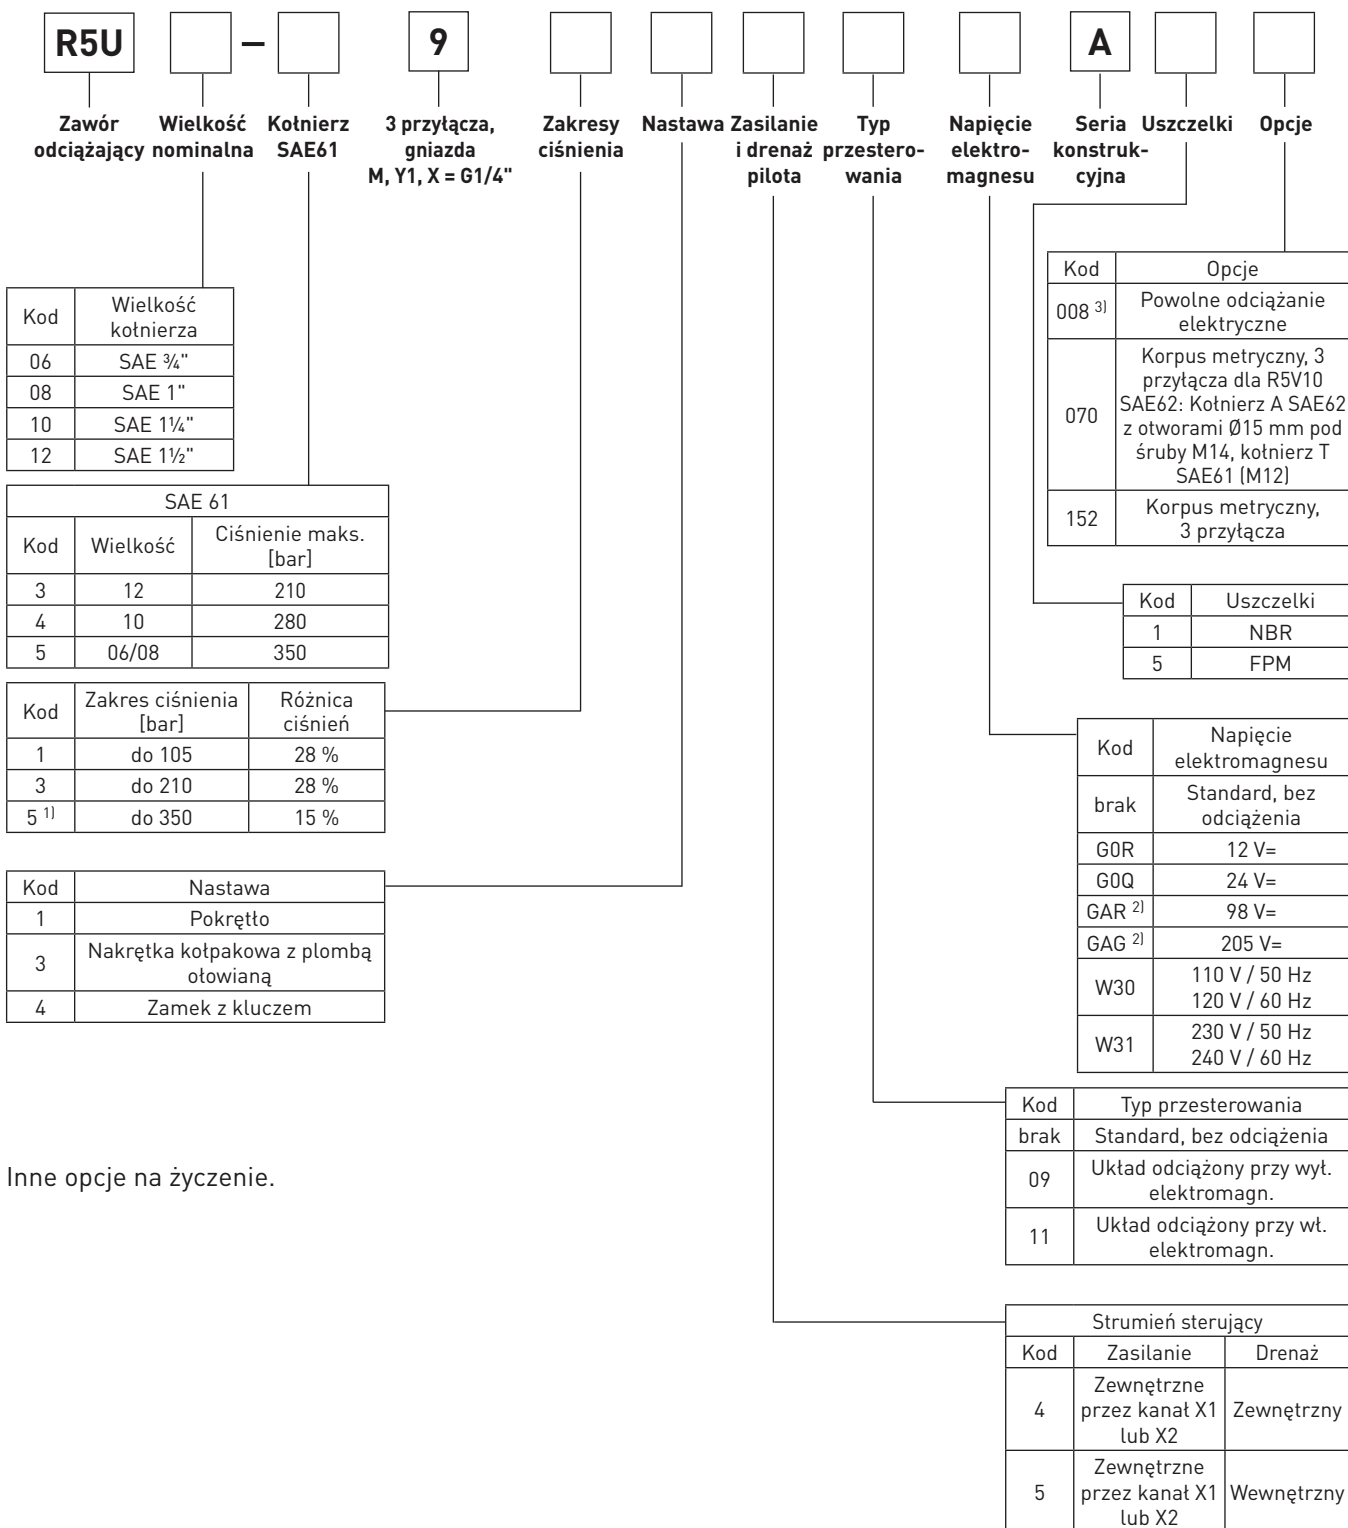 R5U
–
9
A
Zawór
odciążający
Wielkość
nominalna
Kołnierz
SAE61
3 przyłącza,
gniazda
M, Y1, X = G1/4"
Zakresy
ciśnienia
Nastawa
Zasilanie
i drenaż
pilota
Typ
przestero-
wania
Napięcie
elektro-
magnesu
Seria
konstruk-
cyjna
Uszczelki
Opcje
Kod Wielkość
kołnierza
06 SAE ¾"
08 SAE 1"
10 SAE 1¼"
12 SAE 1½"
SAE 61
Kod Wielkość Ciśnienie maks.
[bar]
3 12 210
4 10 280
5 06/08 350
Kod Zakres ciśnienia
[bar]
Różnica
ciśnień
1 do 105 28 %
3 do 210 28 %
5 1) do 350 15 %
Kod Nastawa
1 Pokrętło
3 Nakrętka kołpakowa z plombą
ołowianą
4 Zamek z kluczem
Inne opcje na życzenie.
Kod Opcje
008 3) Powolne odciążanie
elektryczne
070 Korpus metryczny, 3
przyłącza dla R5V10
SAE62: Kołnierz A SAE62
z otworami Ø15 mm pod
śruby M14, kołnierz T
SAE61 (M12)
152 Korpus metryczny,
3 przyłącza
Kod Uszczelki
1 NBR
5 FPM
Kod Napięcie
elektromagnesu
brak Standard, bez
odciążenia
G0R 12 V=
G0Q 24 V=
GAR 2) 98 V=
GAG 2) 205 V=
W30 110 V / 50 Hz
120 V / 60 Hz
W31 230 V / 50 Hz
240 V / 60 Hz
Kod Typ przesterowania
brak Standard, bez odciążenia
09 Układ odciążony przy wył.
elektromagn.
11 Układ odciążony przy wł.
elektromagn.
Strumień sterujący
Kod Zasilanie Drenaż
4 Zewnętrzne
przez kanał X1
lub X2
Zewnętrzny
5 Zewnętrzne
przez kanał X1
lub X2
Wewnętrzny